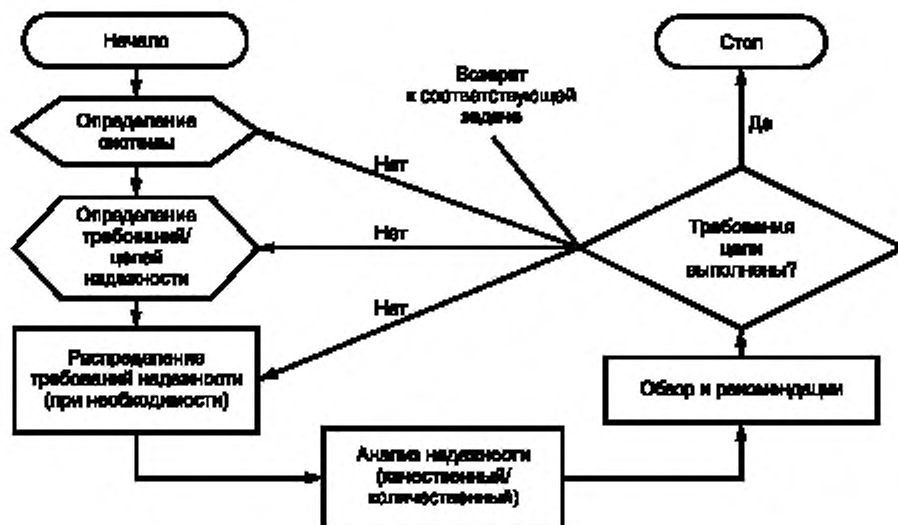 Начало
Стоп
Возврат
к соответствующей
задаче
Определение
системы
Да
Нет
Определение
требований/
целей
надежности
Нет
Требования
цели
выполнены?
Нет
Распределение
требований надежности
(при необходимости)
Обзор и рекомендации
Анализ надежности
(качественный/
количественный)